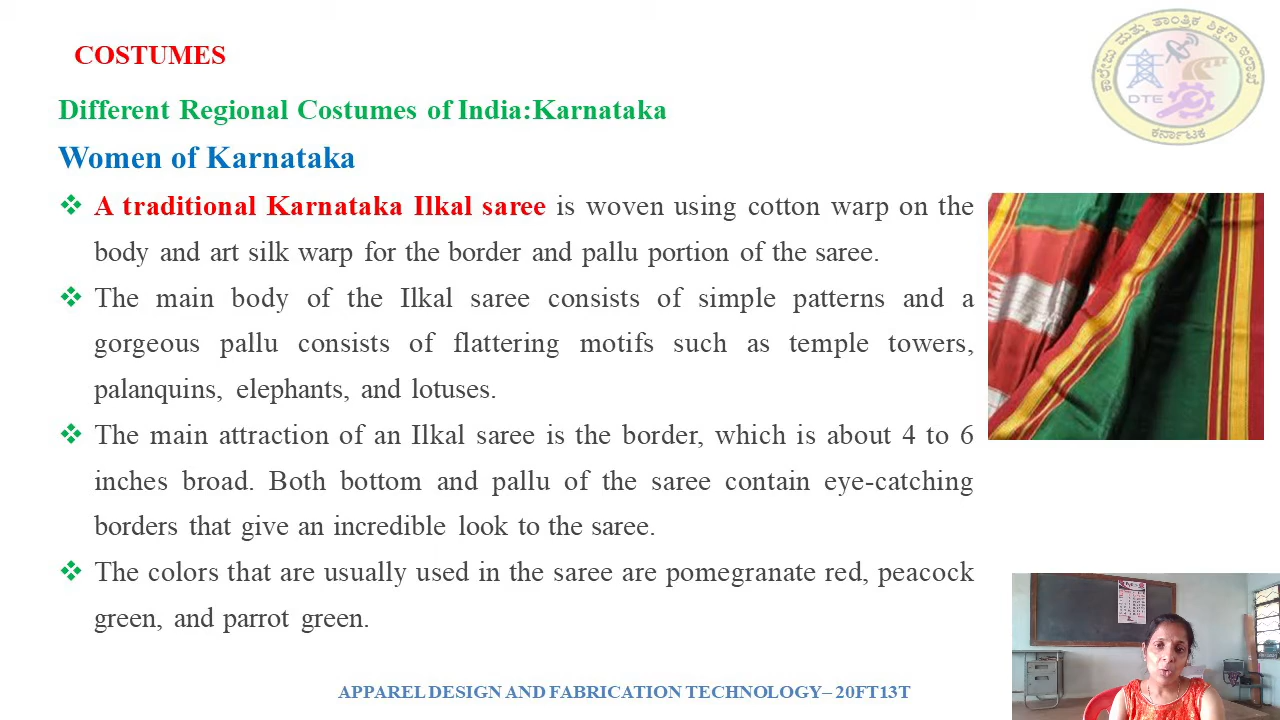 COSTUMES
ಕಾಲೇಜು ಮತ್ತು ತಾಂತ್ರಿಕ ಶಿಕ್ಷಣ ಇಲಾಖೆ
DTE
ಕರ್ನಾಟಕ
Different Regional Costumes of India:Karnataka
Women of Karnataka
A traditional Karnataka Ilkal saree is woven using cotton warp on the
body and art silk warp for the border and pallu portion of the saree.
The main body of the Ilkal saree consists of simple patterns and a
gorgeous pallu consists of flattering motifs such as temple towers,
palanquins, elephants, and lotuses.
The main attraction of an Ilkal saree is the border, which is about 4 to 6
inches broad. Both bottom and pallu of the saree contain eye-catching
borders that give an incredible look to the saree.
The colors that are usually used in the saree are pomegranate red, peacock
green, and parrot green.
APPAREL DESIGN AND FABRICATION TECHNOLOGY– 20FT13T